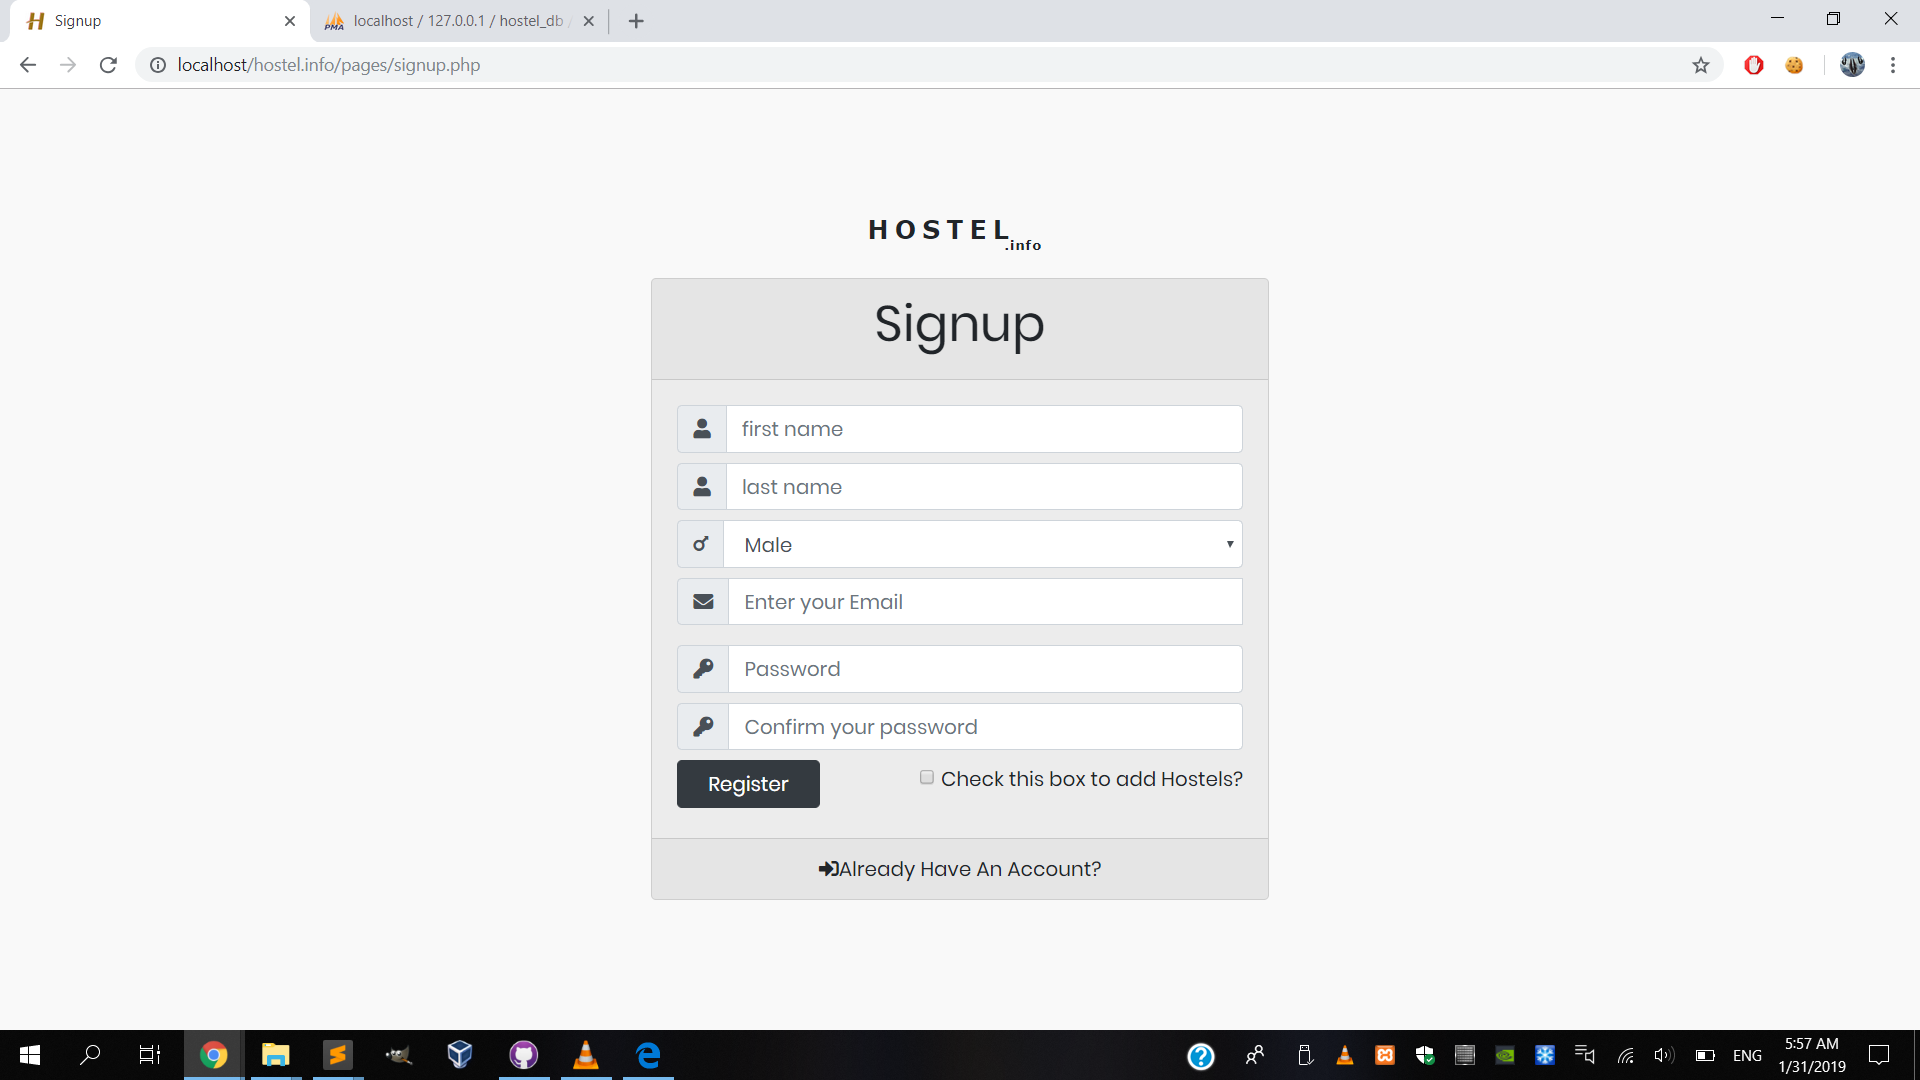 Signup
localhost / 127.0.0.1 / hostel_db /
localhost/hostel.info/pages/signup.php
HOSTEL
.info
Signup
first name
last name
Male
Enter your Email
Password
Confirm your password
Register
Check this box to add Hostels?
Already Have An Account?
ENG
5:57 AM
1/31/2019